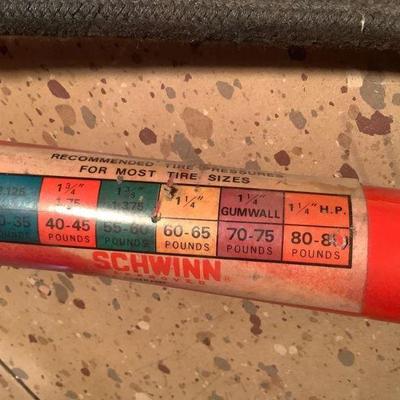 RECOMMENDED TIRE PRESSURES
FOR MOST TIRE SIZES
2.125 1 3/4" 1 3/8" 1 1/4" 1 1/4" 1 1/4" H.P.
1.75 1.375 GUMWALL
40-45 55-60 60-65 70-75
POUNDS POUNDS POUNDS POUNDS POUNDS
SCHWINN